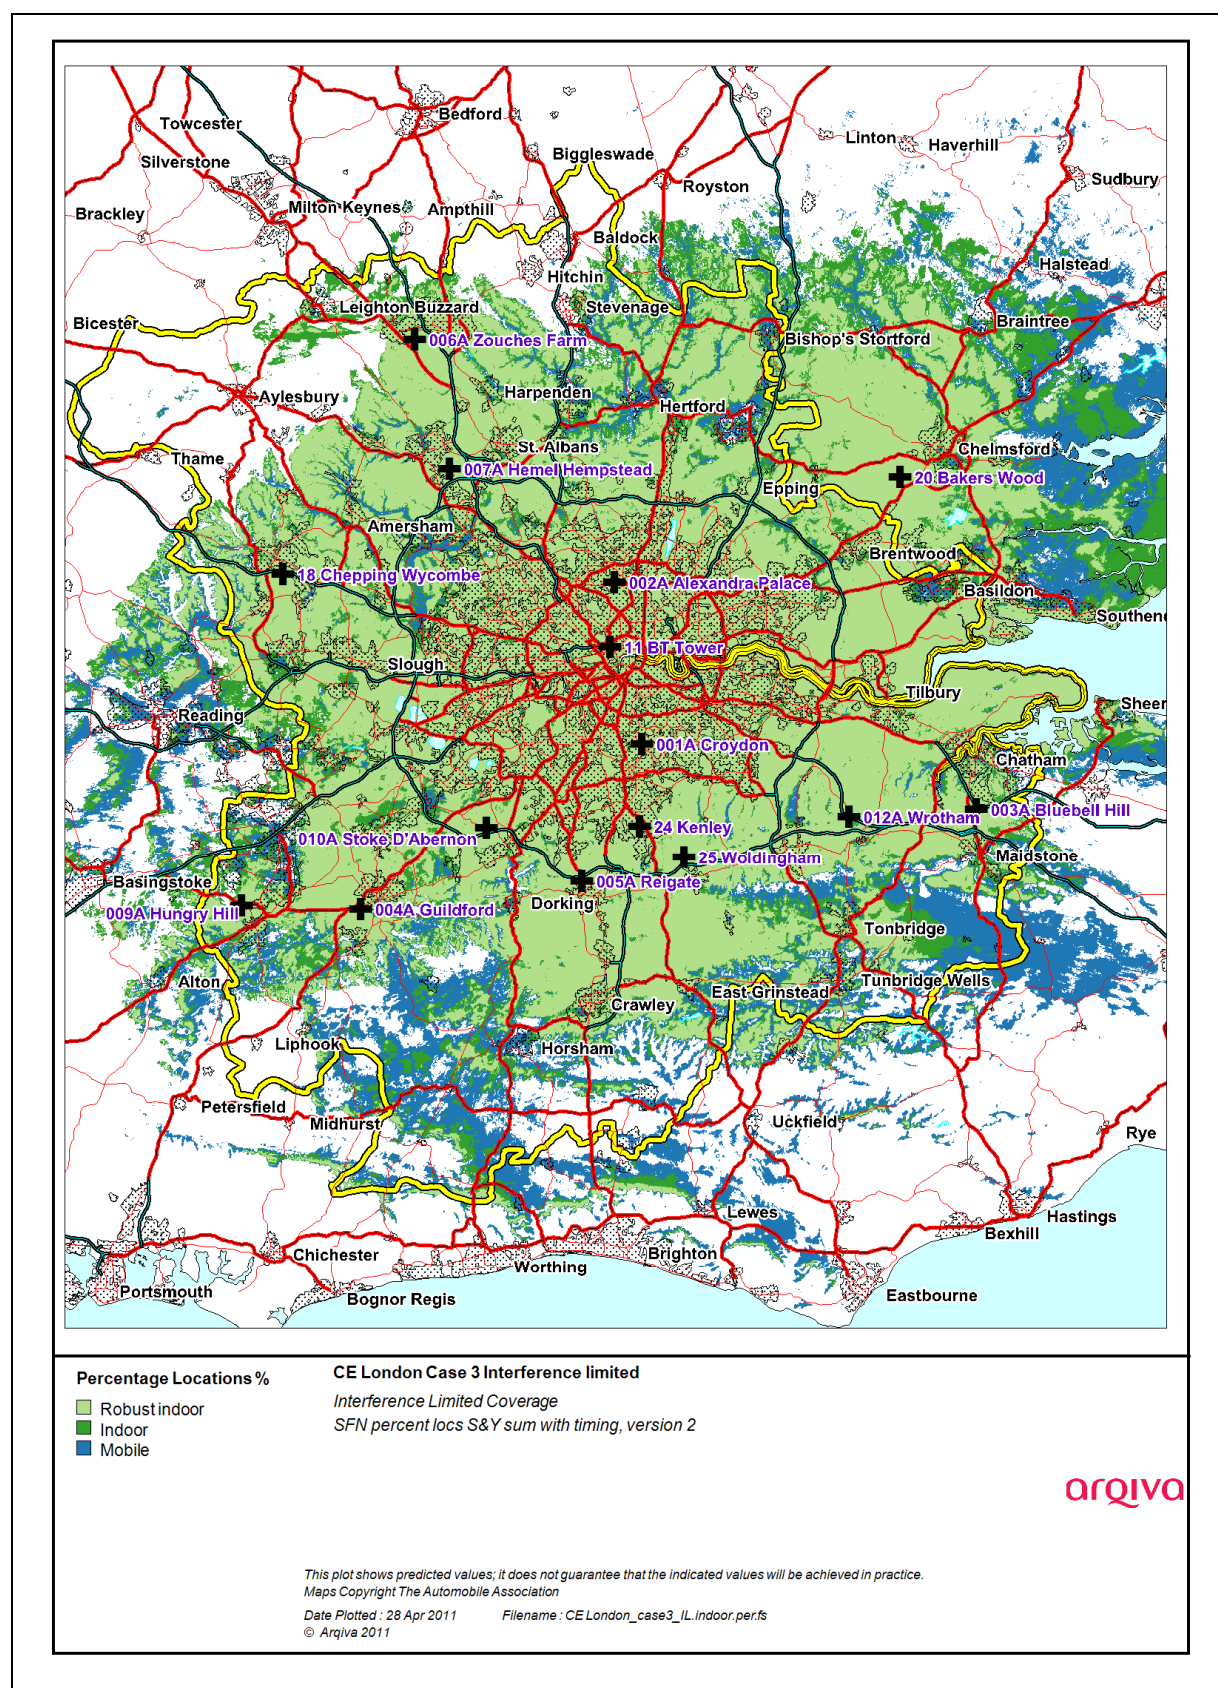 Bedford
Towcester
Linton
Haverhill
Silverstone
Biggleswade
Sudbury
Royston
Milton Keynes
Ampthill
Brackley
Baldock
Halstead
Hitchin
Leighton Buzzard
Stevenage
Bicester
Braintree
006A Zouches Farm
Bishop's Stortford
Harpenden
Aylesbury
Hertford
St. Albans
Chelmsford
Thame
007A Hemel Hempstead
20 Bakers Wood
Epping
Amersham
Brentwood
18 Chepping Wycombe
002A Alexandra Palace
Basildon
Southend
11 BT Tower
Slough
Tilbury
Reading
Sheer
001A Croydon
Chatham
003A Bluebell Hill
012A Wrotham
24 Kenley
010A Stoke D'Abernon
25 Woldingham
Maidstone
Basingstoke
005A Reigate
Dorking
009A Hungry Hill
004A Guildford
Tonbridge
Alton
Tunbridge Wells
East Grinstead
Crawley
Liphook
Horsham
Petersfield
Midhurst
Uckfield
Rye
Lewes
Hastings
Bexhill
Chichester
Brighton
Worthing
Portsmouth
Bognor Regis
Eastbourne
Percentage Locations %
Robust indoor
Indoor
Mobile
CE London Case 3 Interference limited
Interference Limited Coverage
SFN percent locs S&Y sum with timing, version 2
arqiva
This plot shows predicted values; it does not guarantee that the indicated values will be achieved in practice.
Maps Copyright The Automobile Association
Date Plotted : 28 Apr 2011 Filename : CE London_case3_IL.indoor.per.fs
© Arqiva 2011